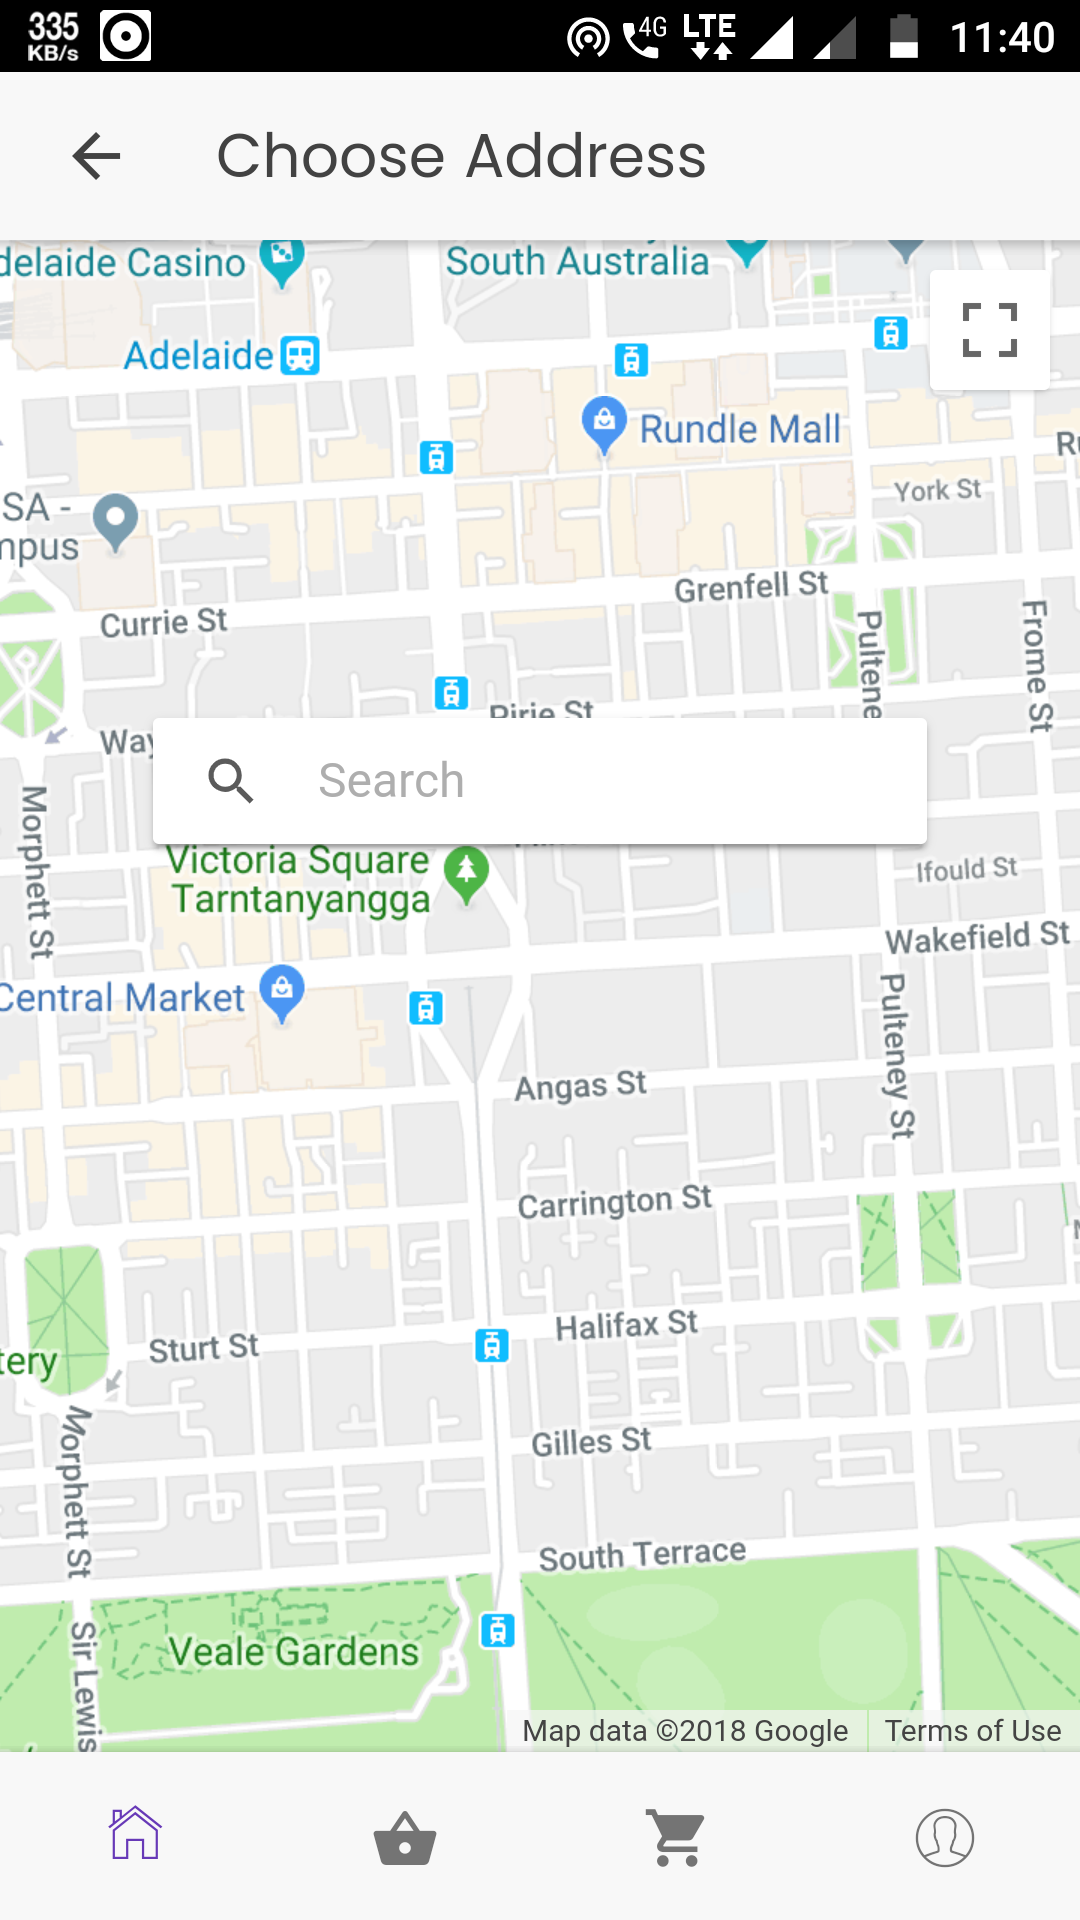 335
KB/s
4G
LTE
11:40
Choose Address
delaide Casino
South Australia
Adelaide
Rundle Mall
York St
SA -
mpus
Grenfell St
Currie St
Pultene
Frome St
Pirie St
Way
Search
Morphett St
Victoria Square
Tarntanyangga
Ifould St
Wakefield St
Central Market
Pulteney St
Angas St
Carrington St
Halifax St
Sturt St
tery
Gilles St
Morphett St
South Terrace
Veale Gardens
Sir Lewis
Map data ©2018 Google
Terms of Use